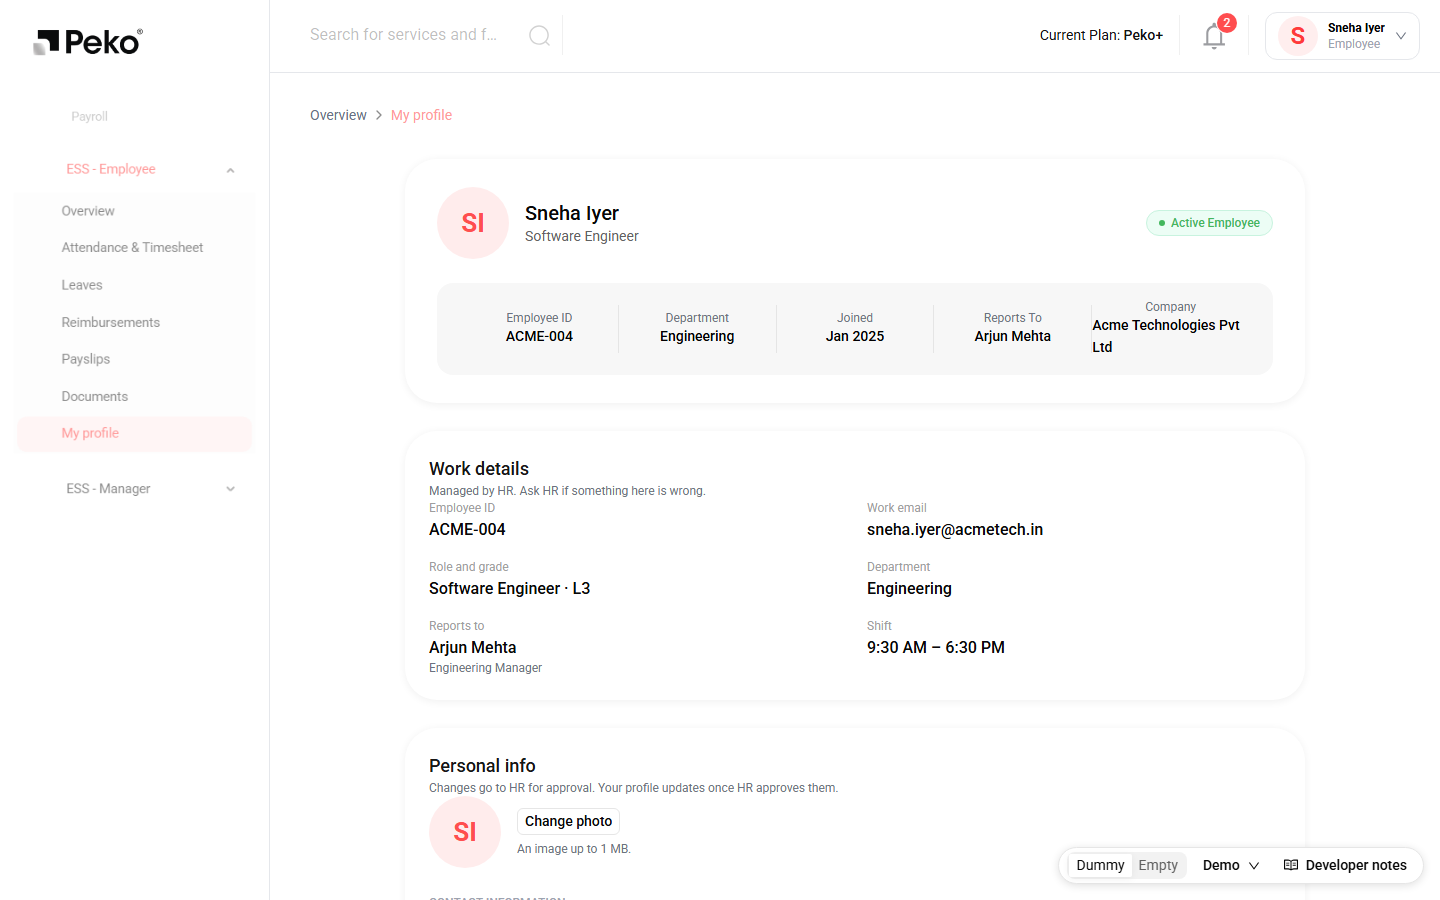 Peko®
Search for services and f...
Current Plan: Peko+
2
S
Sneha Iyer
Employee
Payroll
ESS - Employee
Overview
Attendance & Timesheet
Leaves
Reimbursements
Payslips
Documents
My profile
ESS - Manager
Overview > My profile
SI
Sneha Iyer
Software Engineer
Active Employee
Employee ID
ACME-004
Department
Engineering
Joined
Jan 2025
Reports To
Arjun Mehta
Company
Acme Technologies Pvt
Ltd
Work details
Managed by HR. Ask HR if something here is wrong.
Employee ID
ACME-004
Work email
sneha.iyer@acmetech.in
Role and grade
Software Engineer · L3
Department
Engineering
Reports to
Arjun Mehta
Engineering Manager
Shift
9:30 AM – 6:30 PM
Personal info
Changes go to HR for approval. Your profile updates once HR approves them.
SI
Change photo
An image up to 1 MB.
CONTACT INFORMATION
Dummy
Empty
Demo
Developer notes